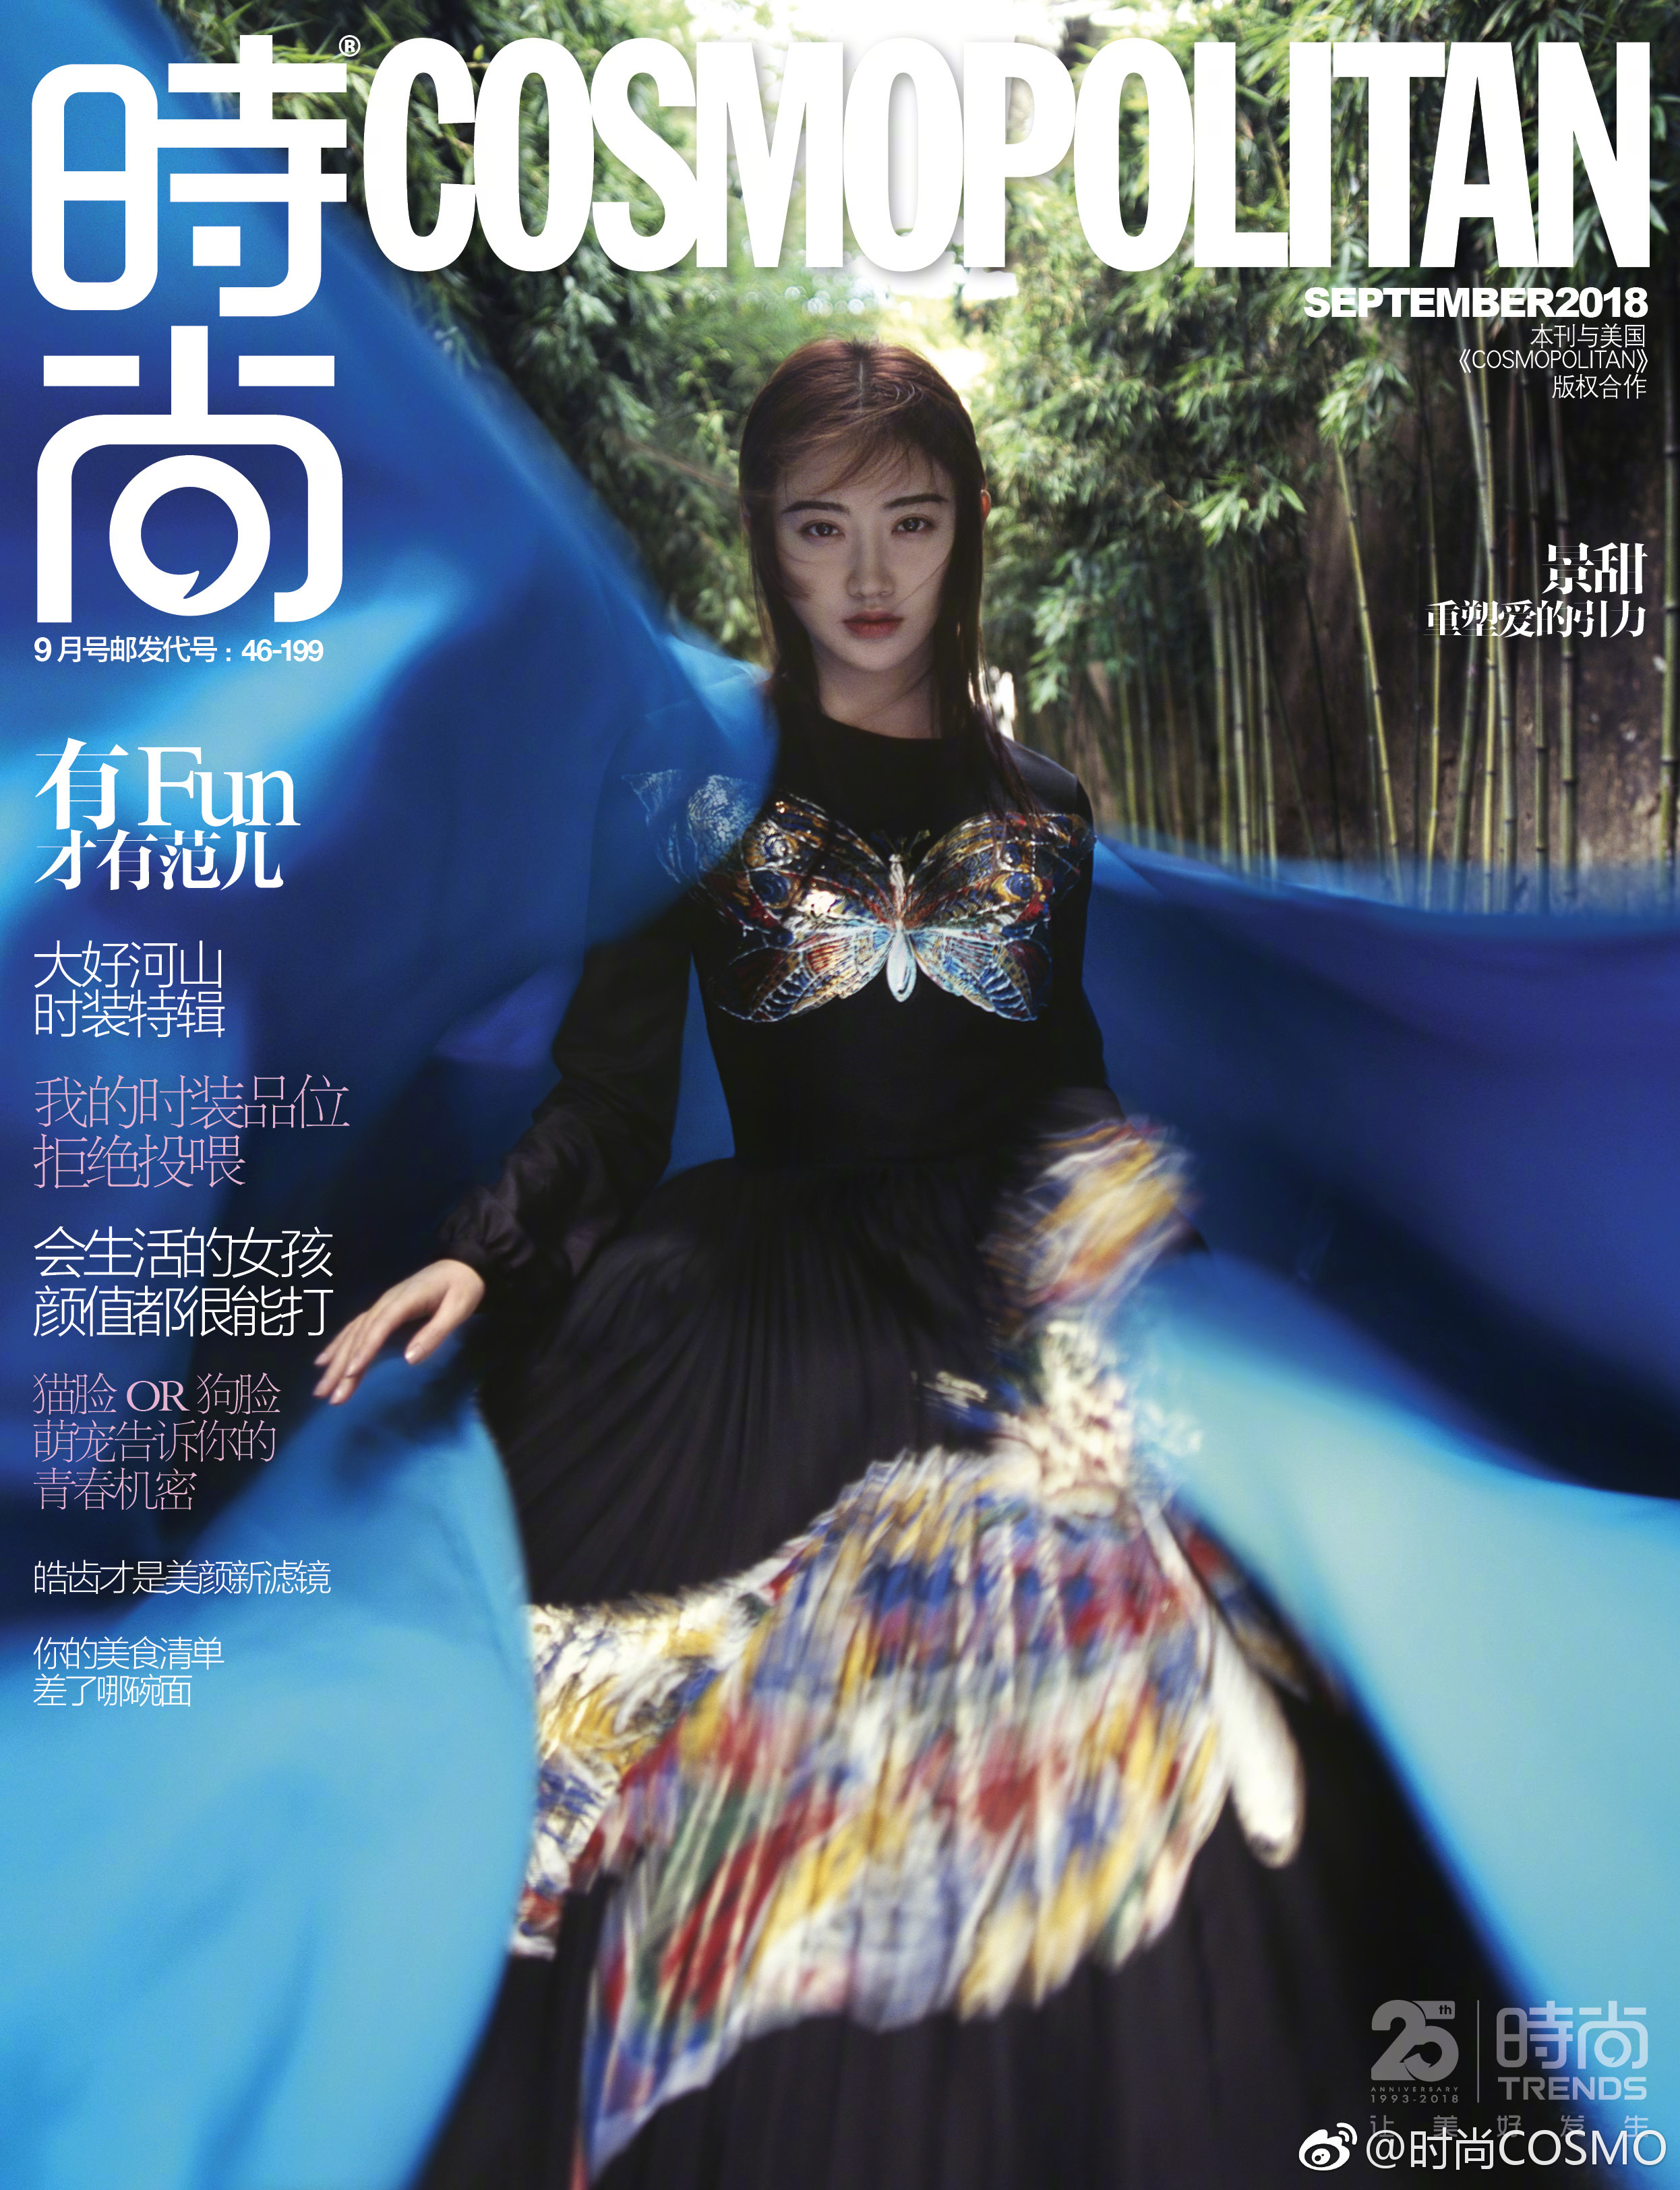 時尚
®
COSMOPOLITAN
SEPTEMBER2018
本刊与美国
《COSMOPOLITAN》
版权合作
9月号邮发代号：46-199
景甜
重塑爱的引力
有Fun
才有范儿
大好河山
时装特辑
我的时装品位
拒绝投喂
会生活的女孩
颜值都很能打
猫脸 OR 狗脸
萌宠告诉你的
青春机密
皓齿才是美颜新滤镜
你的美食清单
差了哪碗面
25th
ANNIVERSARY
1993-2018
時尚
TRENDS
让美好发生
@时尚COSMO